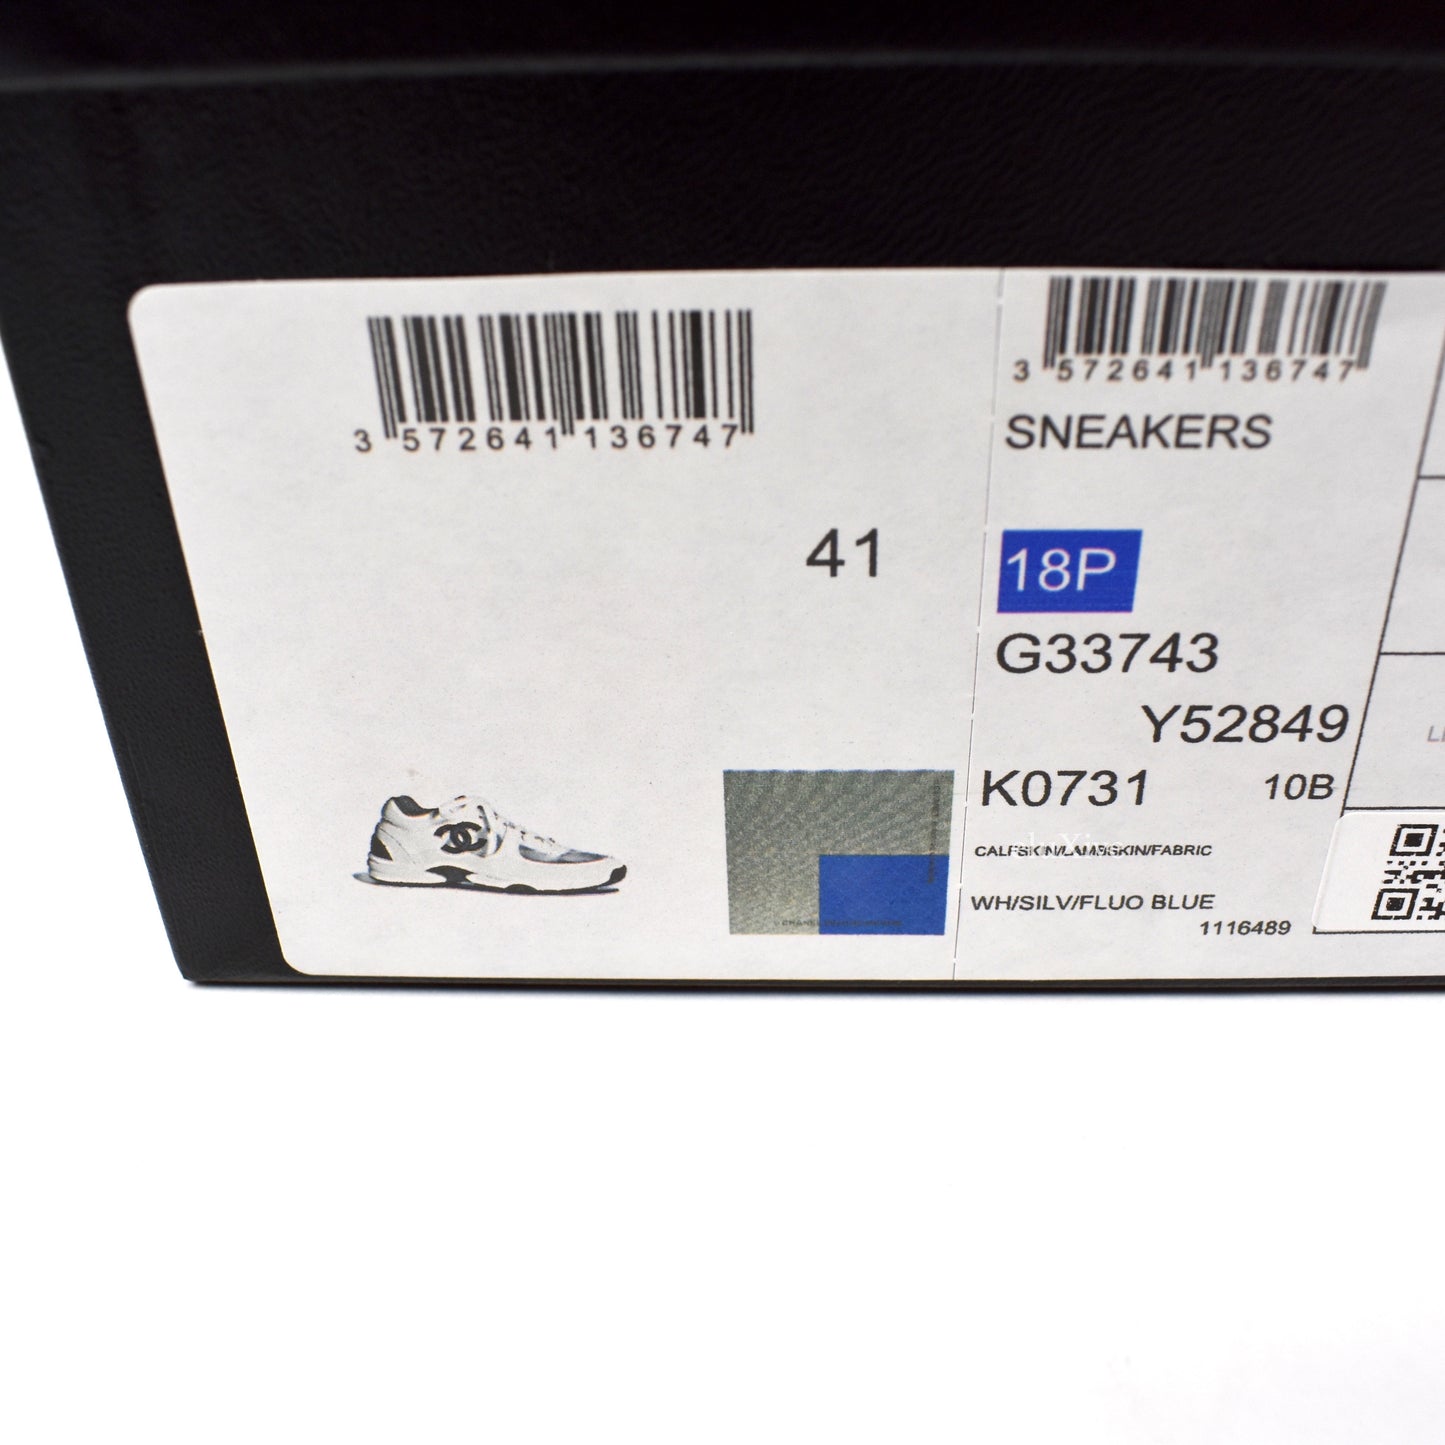 3 572641 136747
41
3 572641 136747
SNEAKERS
18P
G33743
Y52849
K0731 10B
CALFSKIN/LAMBSKIN/FABRIC
WH/SILV/FLUO BLUE
1116489